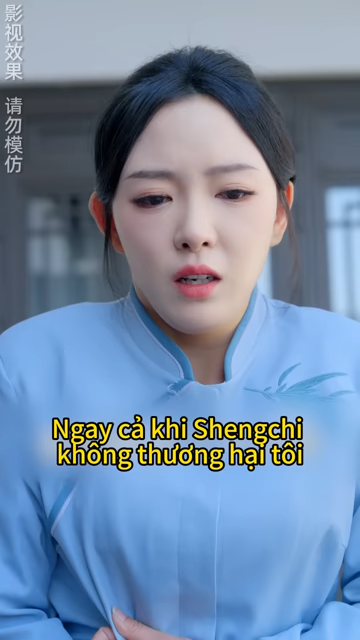 影视效果 请勿模仿
Ngay cả khi Shengchi
không thương hại tôi